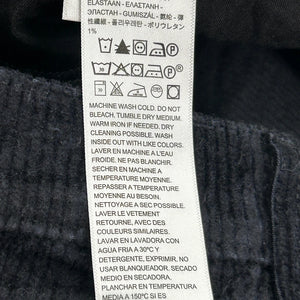 ELASTAAN - ΕΛΑΣΤΑΝΗ -
ЭЛАСТАН - GUMISZÁL - 氨纶 -
彈性纖維 - 폴리우레탄 - ポリウレタン
1%
MACHINE WASH COLD. DO NOT
BLEACH, TUMBLE DRY MEDIUM.
WARM IRON IF NEEDED. DRY
CLEANING POSSIBLE. WASH
INSIDE OUT WITH LIKE COLORS.
LAVER EN MACHINE A L'EAU
FROIDE. NE PAS BLANCHIR.
SECHER EN MACHINE A
TEMPERATURE MOYENNE.
REPASSER A TEMPERATURE
MOYENNE AU BESOIN.
NETTOYAGE A SEC POSSIBLE.
LAVER LE VETEMENT
RETOURNE, AVEC DES
COULEURS SIMILAIRES.
LAVAR EN LAVADORA CON
AGUA FRIA A 30°C Y
DETERGENTE, EXPRIMIR. NO
USAR BLANQUEADOR. SECADO
EN SECADORA A TEMPERATURA
MEDIA. PLANCHADO A TEMP.
MEDIA A 150°C SI ES